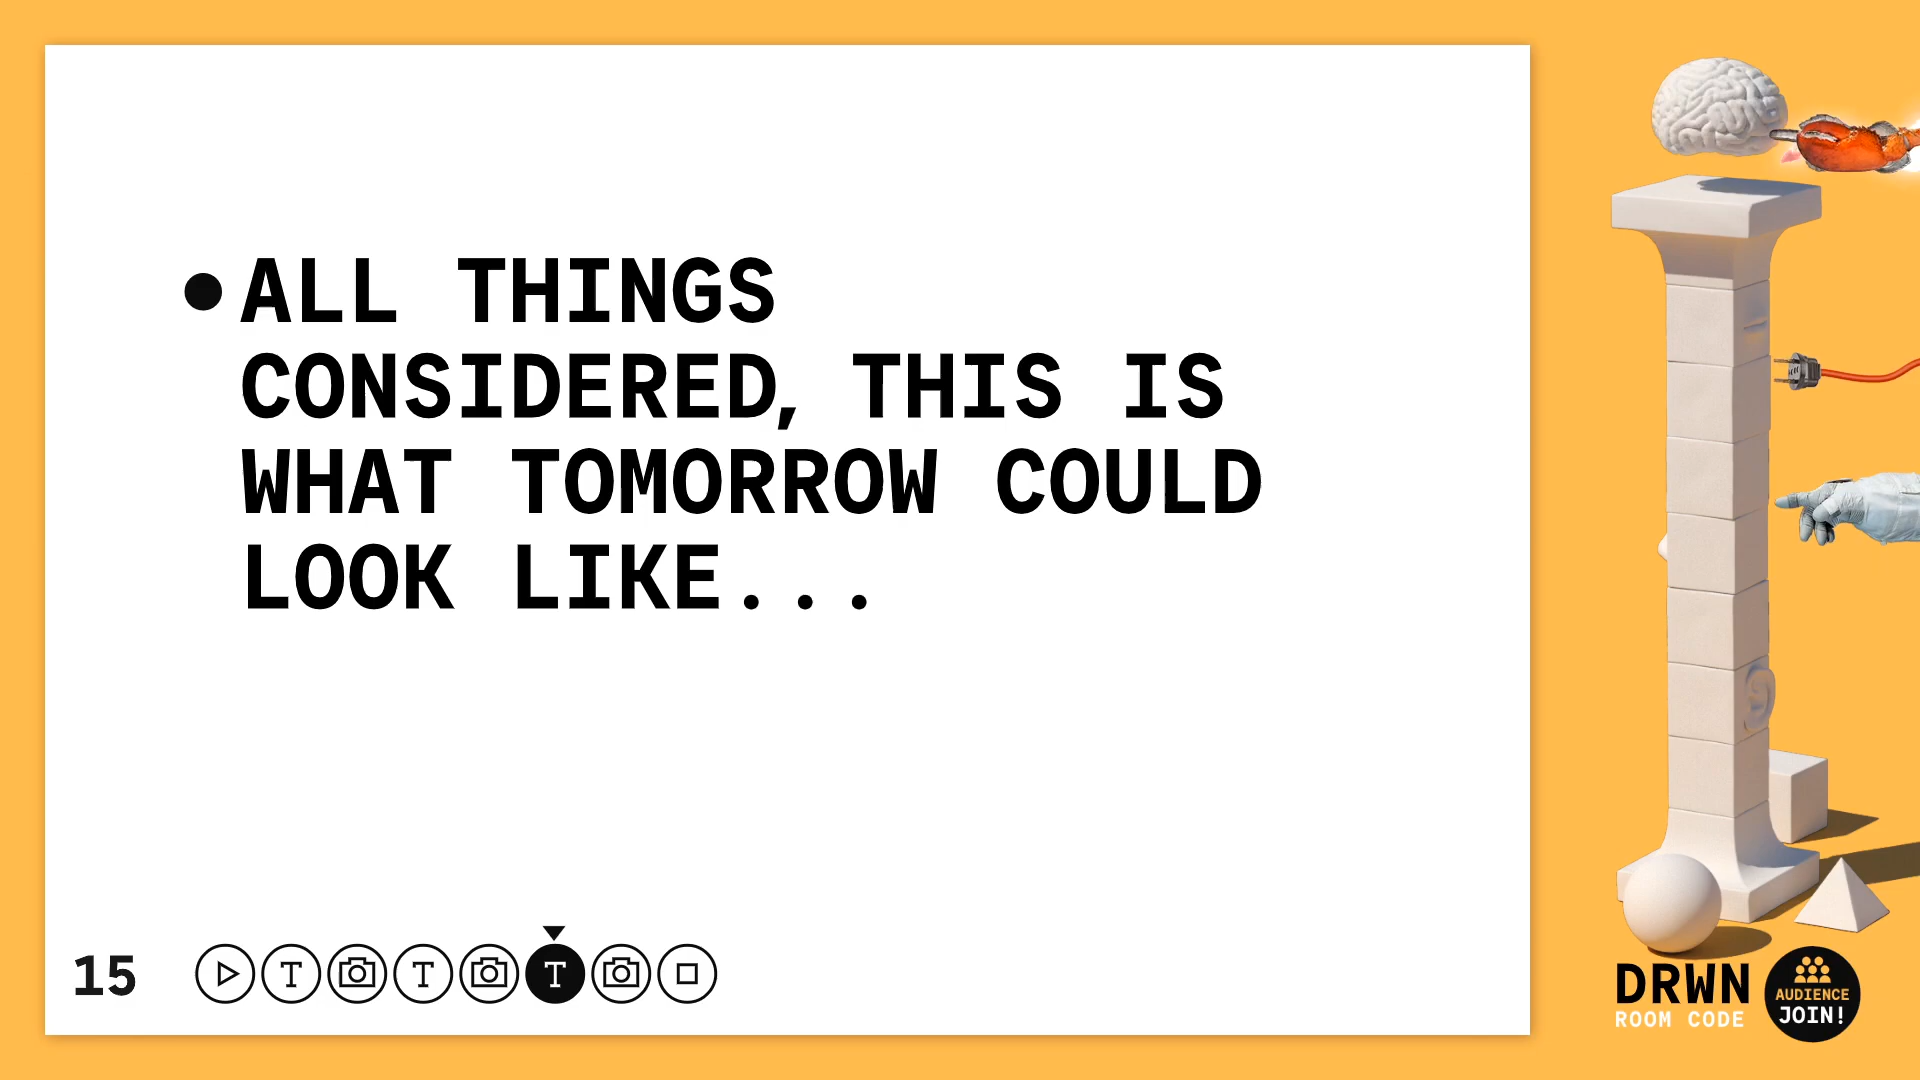 ALL THINGS
CONSIDERED, THIS IS
WHAT TOMORROW COULD
LOOK LIKE...
15
T
T
T
DRWN
ROOM CODE
AUDIENCE
JOIN!